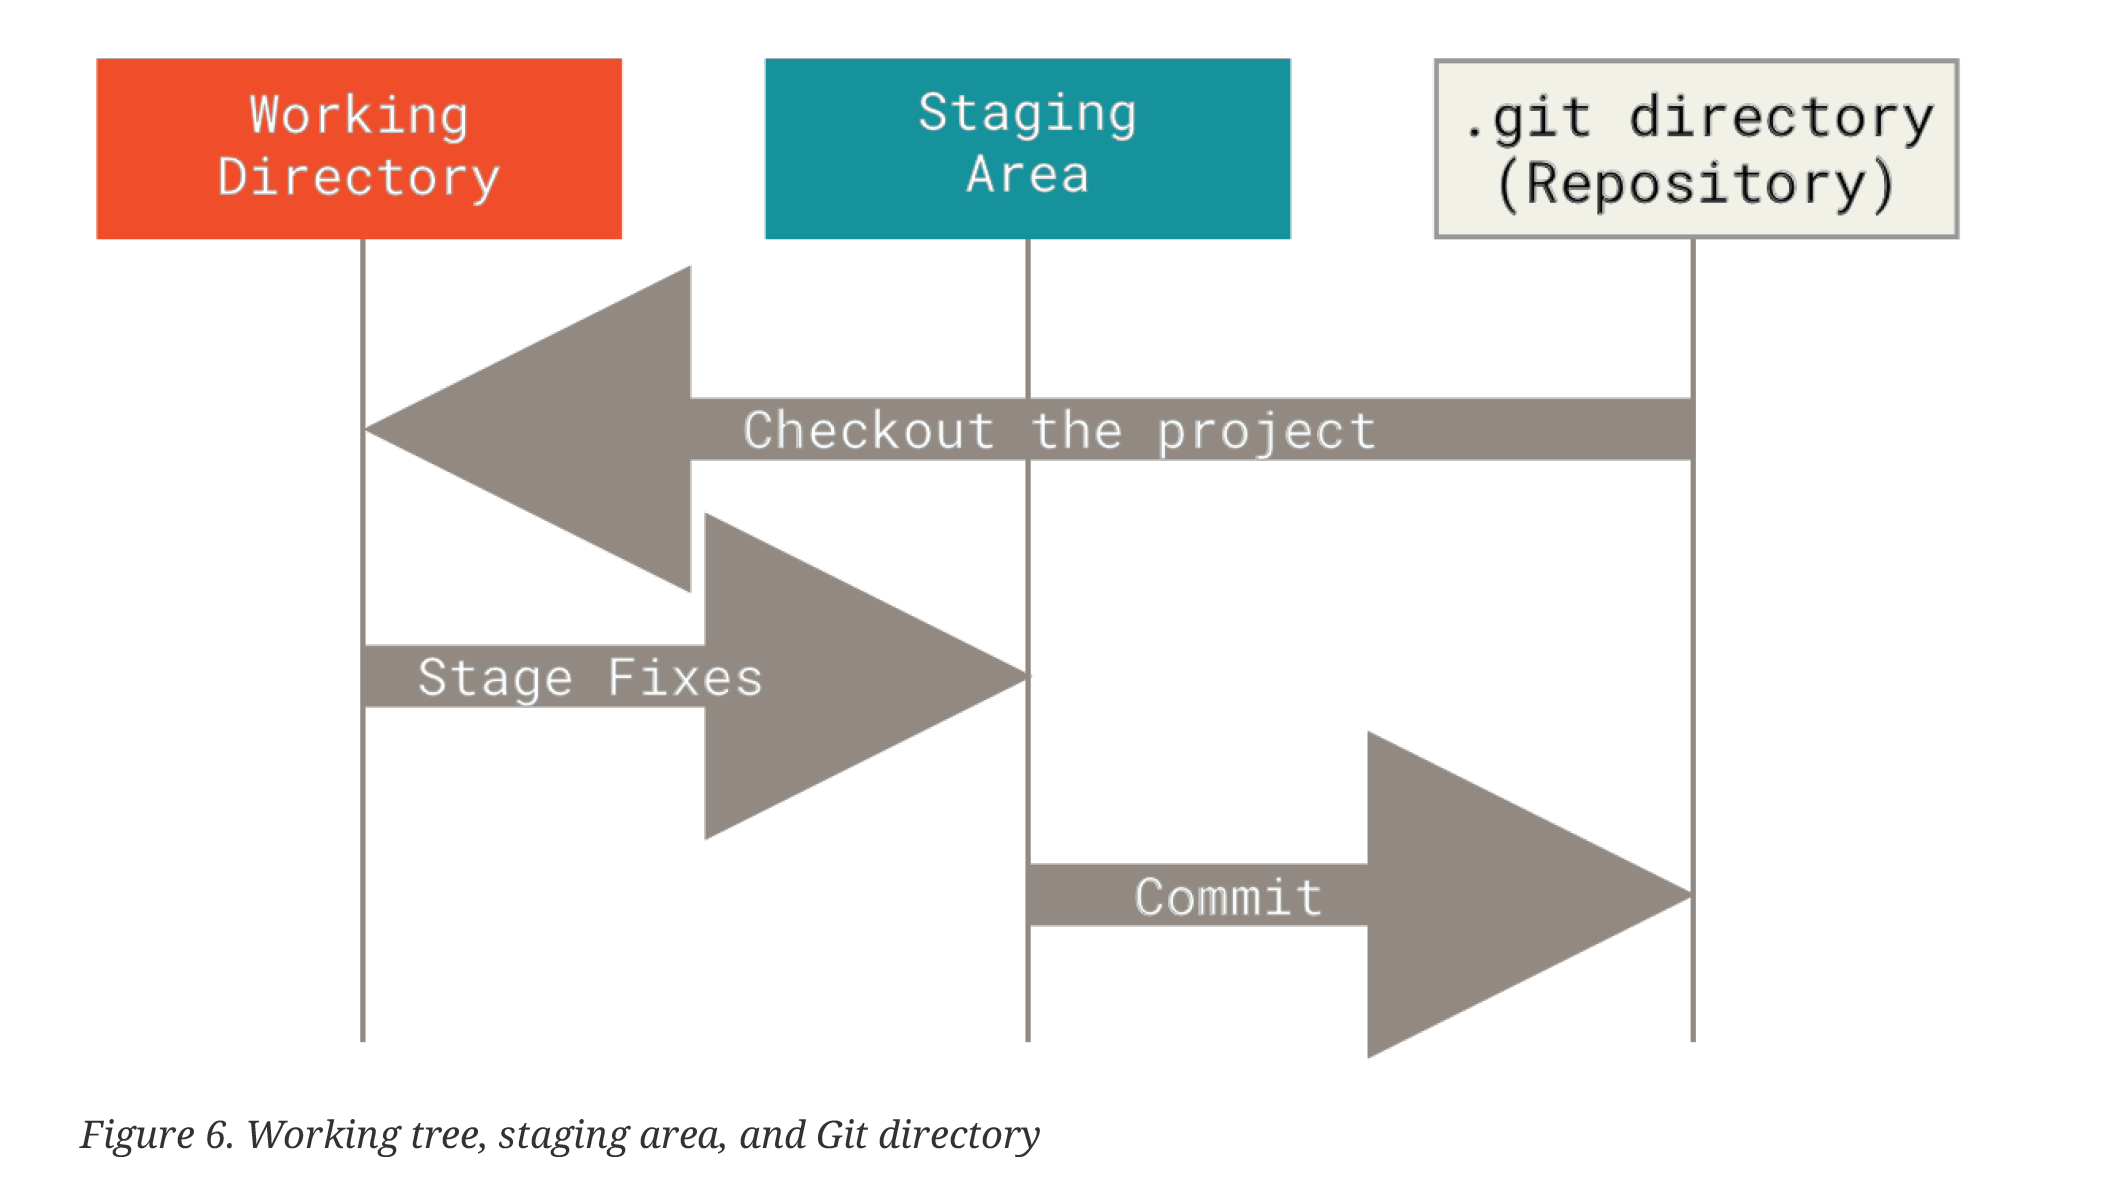 Working
Directory
Staging
Area
.git directory
(Repository)
Checkout the project
Stage Fixes
Commit
Figure 6. Working tree, staging area, and Git directory